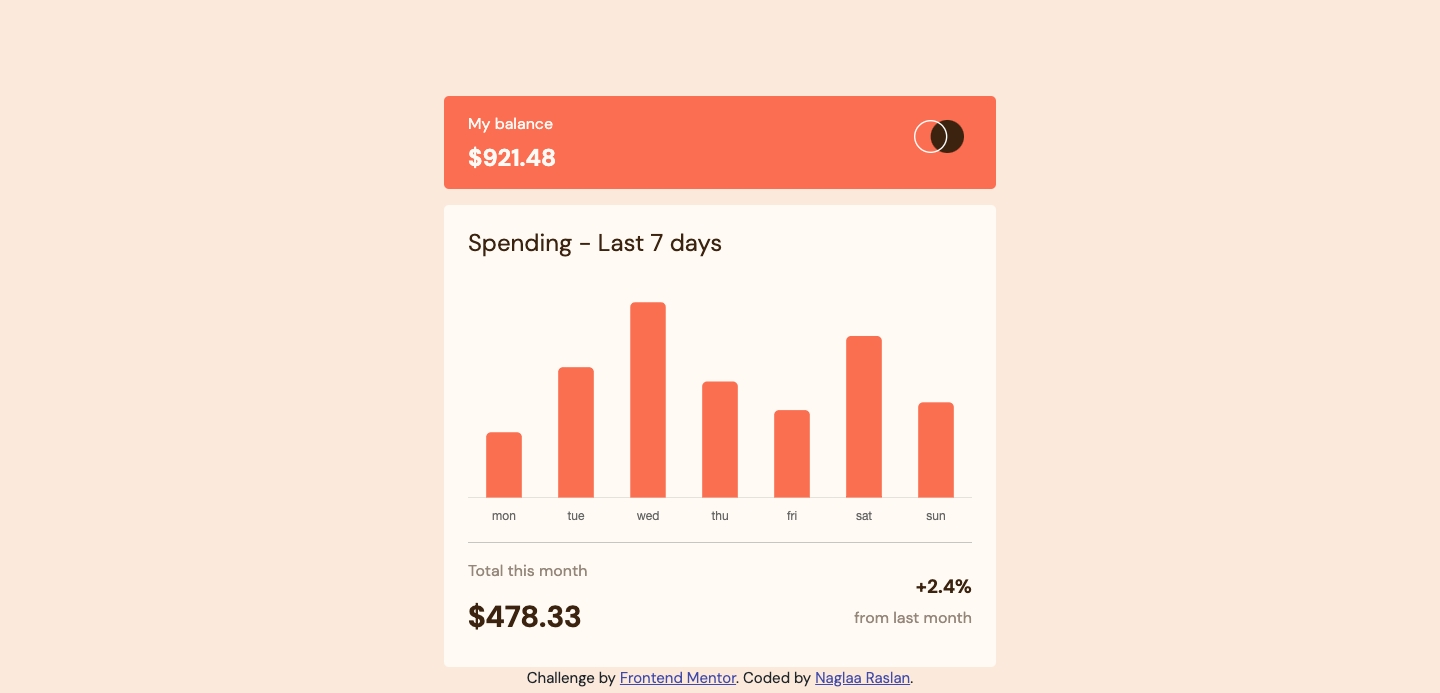 My balance
$921.48
Spending - Last 7 days
mon tue wed thu fri sat sun
Total this month
$478.33
+2.4%
from last month
Challenge by Frontend Mentor. Coded by Naglaa Raslan.